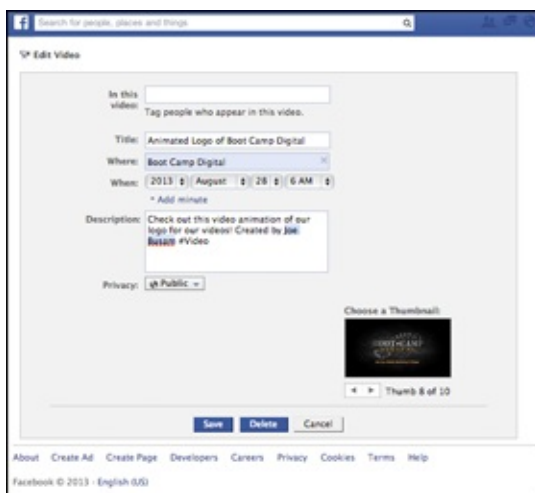 f Search for people, places and things
Edit Video
In this video:
Tag people who appear in this video.
Title: Animated Logo of Boot Camp Digital
Where: Boot Camp Digital
When: 2013 August 28 6 AM
+ Add minute
Description: Check out this video animation of our
logo for our videos! Created by Joe
Busam #Video
Privacy: Public
Choose a Thumbnail:
BOOT CAMP
Thumb 8 of 10
Save Delete Cancel
About Create Ad Create Page Developers Careers Privacy Cookies Terms Help
Facebook © 2013 · English (US)